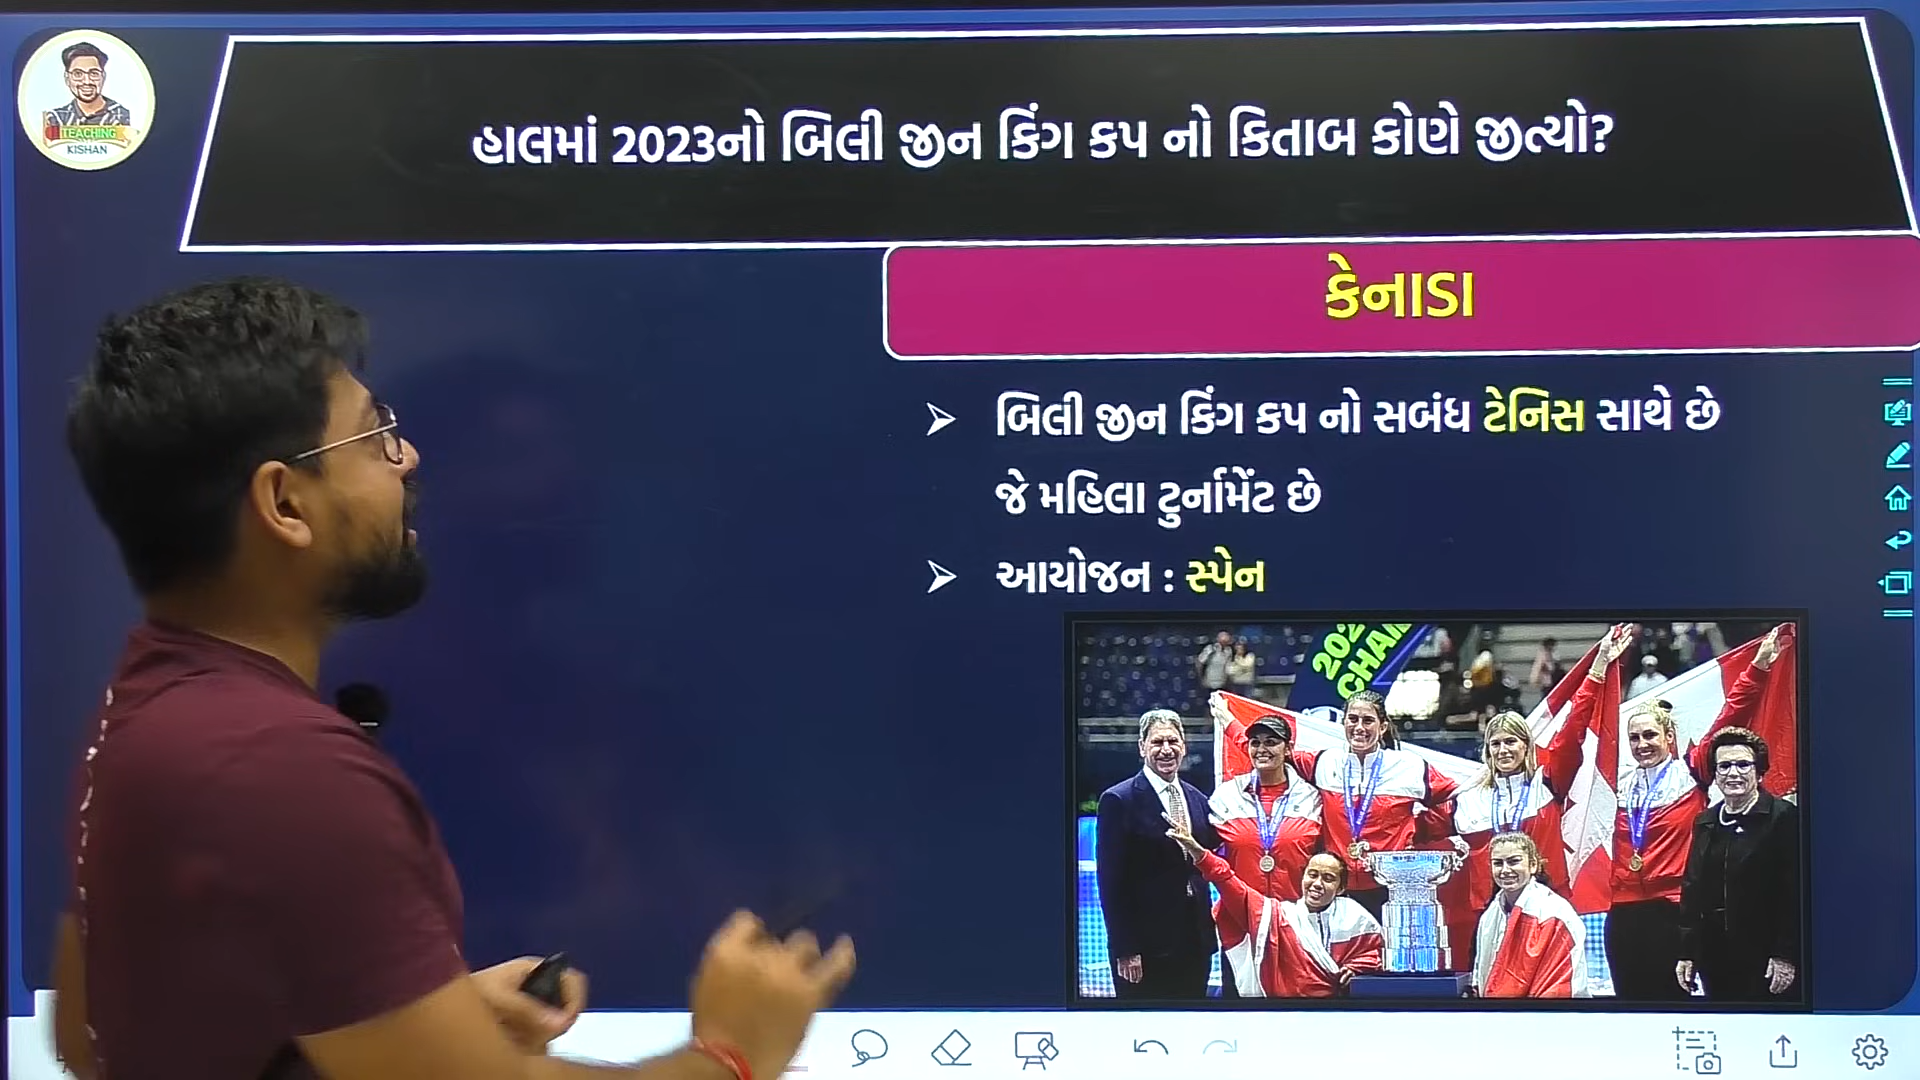 TEACHING
KISHAN
હાલમાં 2023નો બિલી જીન કિંગ કપ નો કિતાબ કોણે જીત્યો?
કેનાડા
બિલી જીન કિંગ કપ નો સબંધ ટેનિસ સાથે છે
જે મહિલા ટુર્નામેંટ છે
આયોજન : સ્પેન